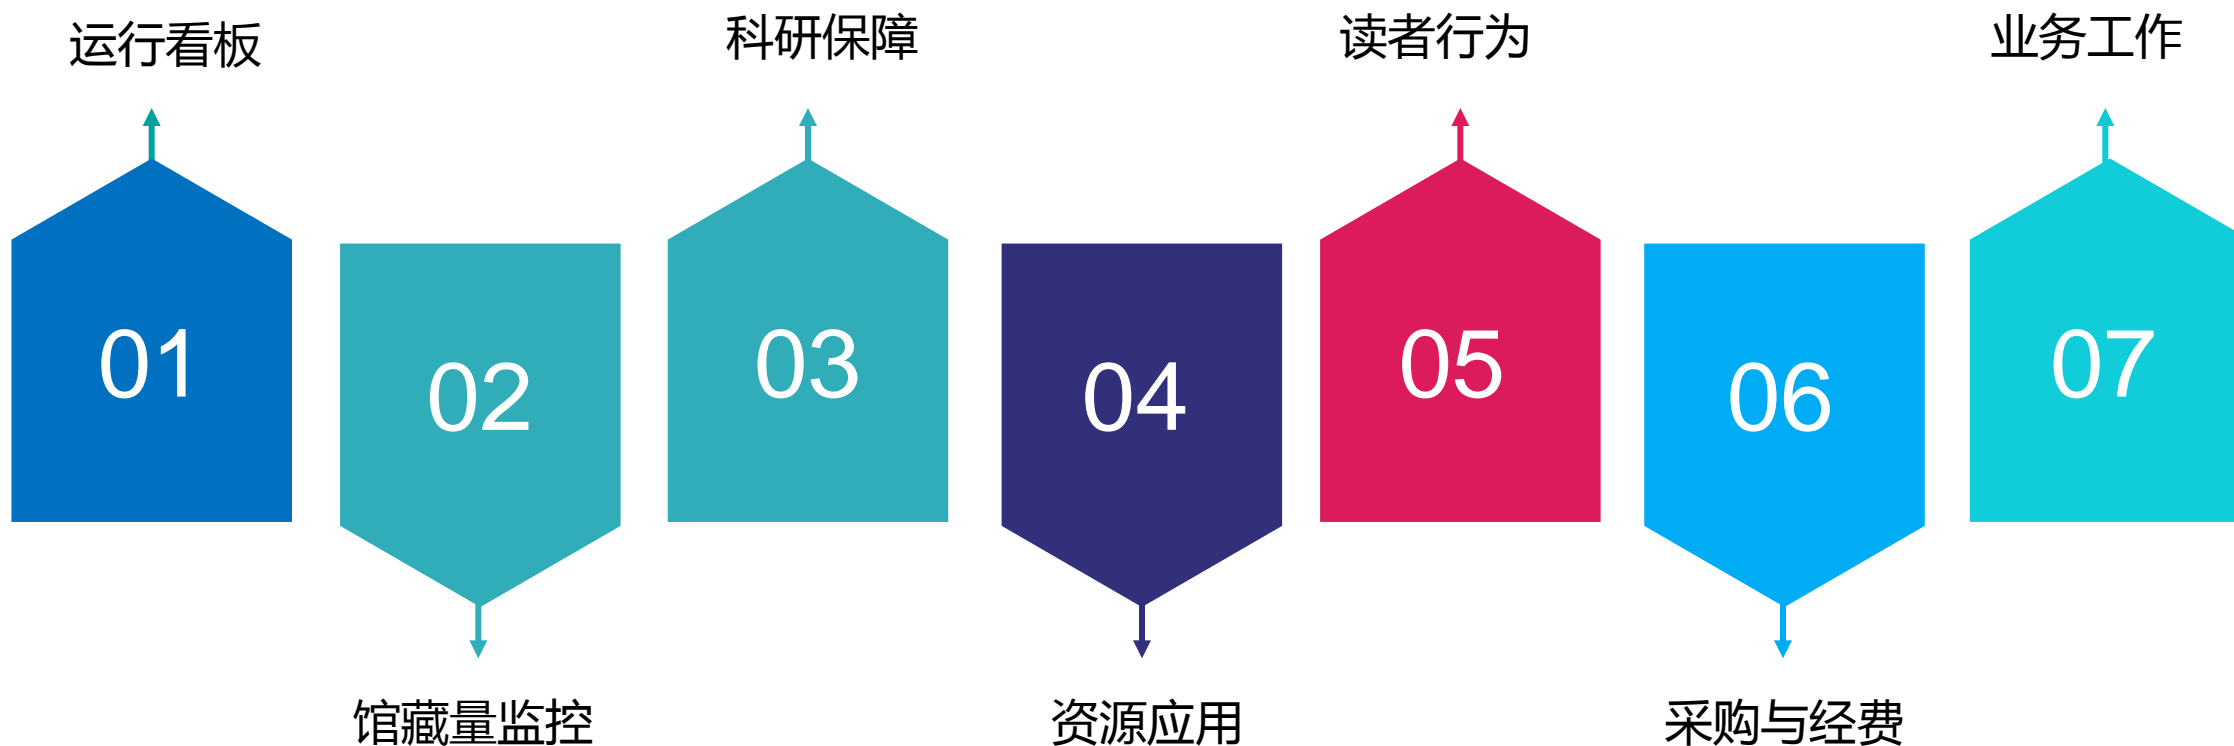 运行看板
科研保障
读者行为
业务工作
01
02
03
04
05
06
07
馆藏量监控
资源应用
采购与经费